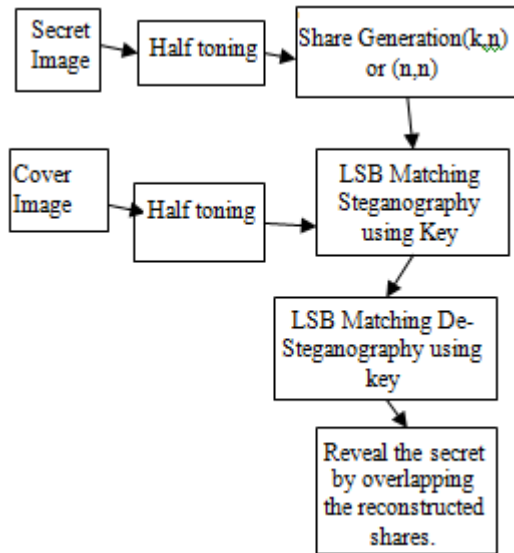 Secret
Image
Half toning
Share Generation(k,n)
or (n,n)
Cover
Image
Half toning
LSB Matching
Steganography
using Key
LSB Matching De-
Steganography using
key
Reveal the secret
by overlapping
the reconstructed
shares.